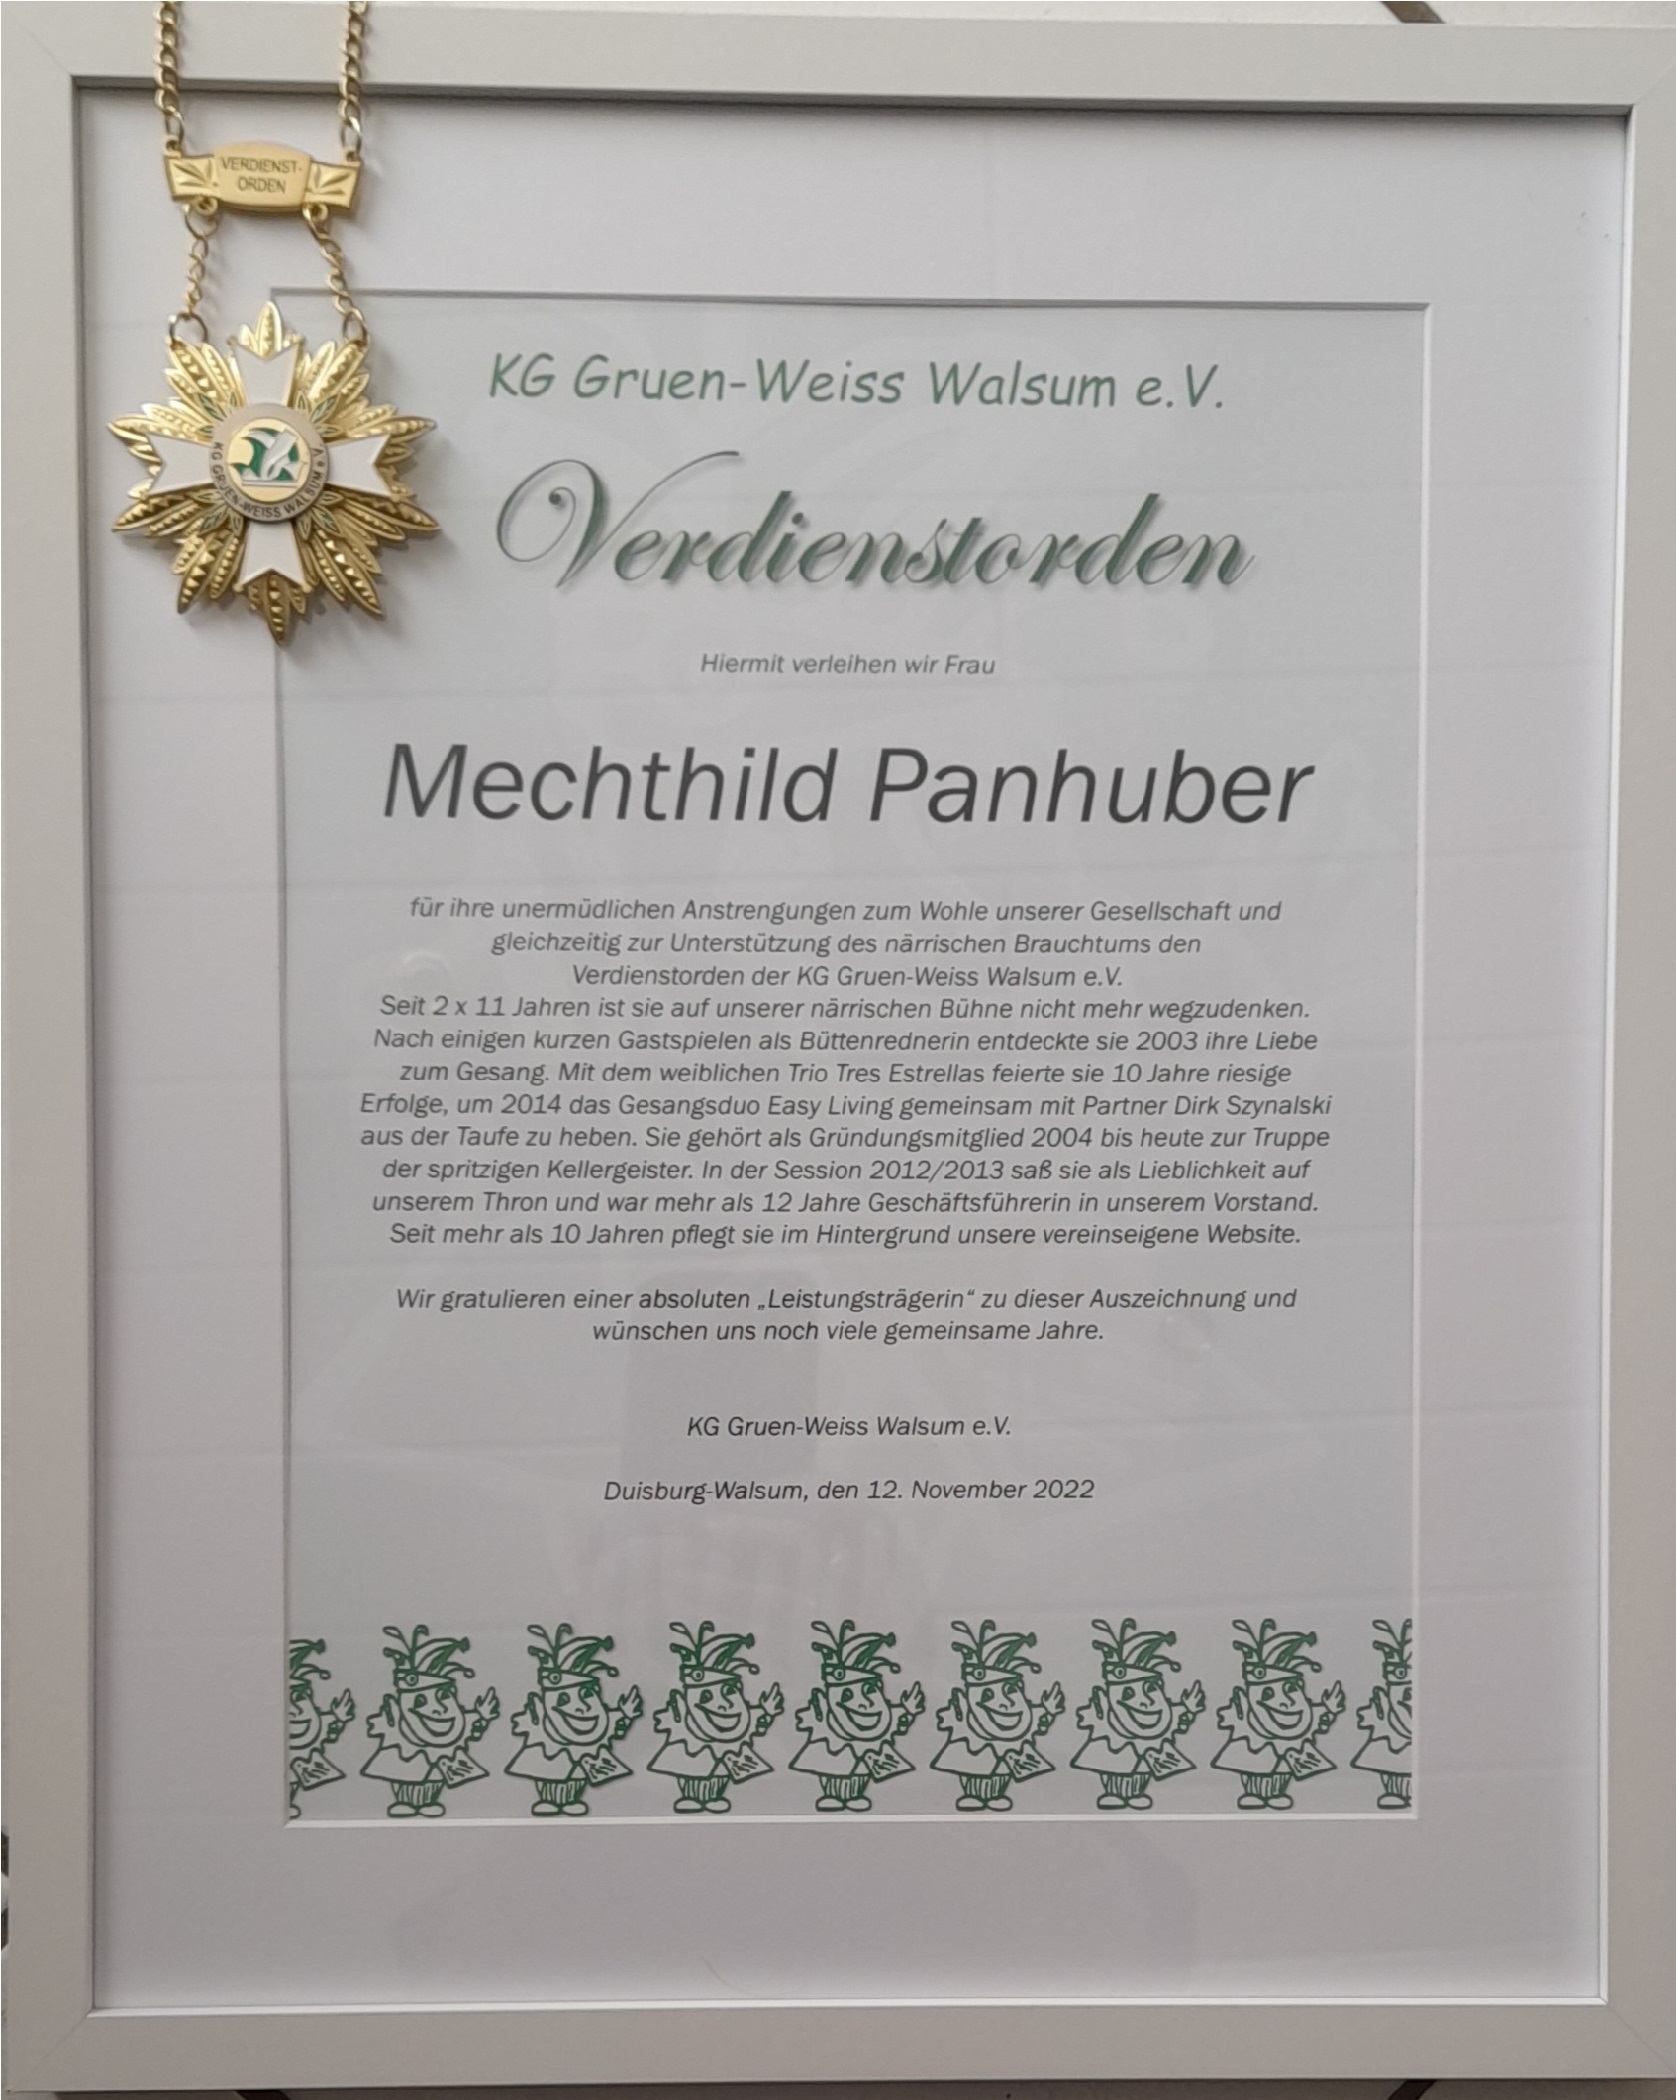 VERDIENST-
ORDEN
KG GRUEN-WEISS WALSUM e.V.
KG Gruen-Weiss Walsum e.V.
Verdienstorden
Hiermit verleihen wir Frau
Mechthild Panhuber
für ihre unermüdlichen Anstrengungen zum Wohle unserer Gesellschaft und
gleichzeitig zur Unterstützung des närrischen Brauchtums den
Verdienstorden der KG Gruen-Weiss Walsum e.V.
Seit 2 x 11 Jahren ist sie auf unserer närrischen Bühne nicht mehr wegzudenken.
Nach einigen kurzen Gastspielen als Büttenrednerin entdeckte sie 2003 ihre Liebe
zum Gesang. Mit dem weiblichen Trio Tres Estrellas feierte sie 10 Jahre riesige
Erfolge, um 2014 das Gesangsduo Easy Living gemeinsam mit Partner Dirk Szynalski
aus der Taufe zu heben. Sie gehört als Gründungsmitglied 2004 bis heute zur Truppe
der spritzigen Kellergeister. In der Session 2012/2013 saß sie als Lieblichkeit auf
unserem Thron und war mehr als 12 Jahre Geschäftsführerin in unserem Vorstand.
Seit mehr als 10 Jahren pflegt sie im Hintergrund unsere vereinseigene Website.
Wir gratulieren einer absoluten „Leistungsträgerin“ zu dieser Auszeichnung und
wünschen uns noch viele gemeinsame Jahre.
KG Gruen-Weiss Walsum e.V.
Duisburg-Walsum, den 12. November 2022